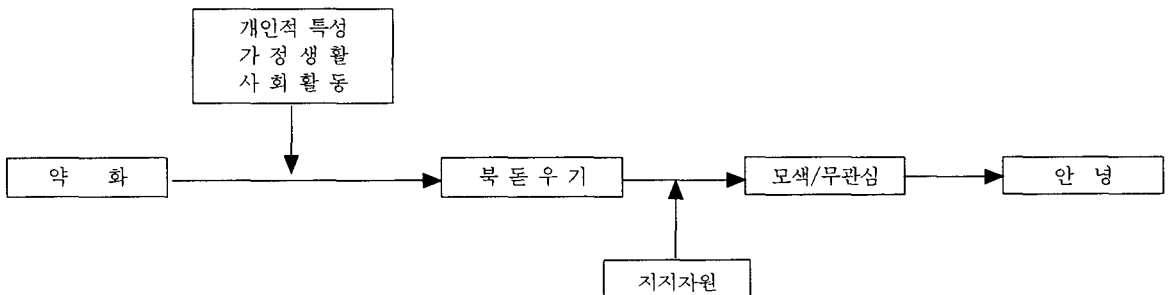 개인적 특성
가 정 생 활
사 회 활 동
약 화
북 돋 우 기
모색/무관심
안 녕
지지자원